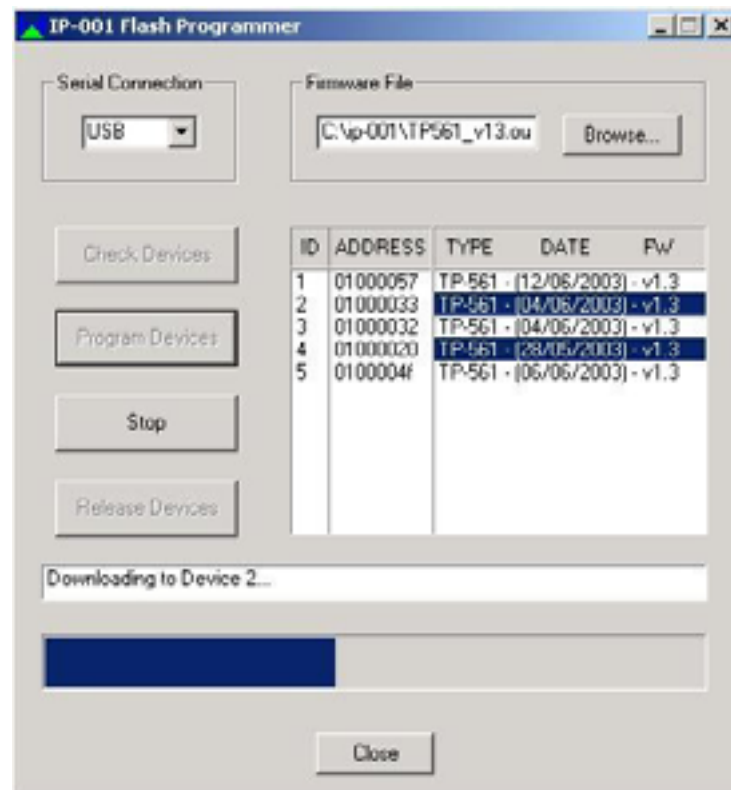 IP-001 Flash Programmer
Serial Connection
Firmware File
USB
C:\ip-001\TP561_v13.ou
Browse...
Check Devices
Program Devices
Stop
Release Devices
ID ADDRESS TYPE DATE FW
1 01000057 TP-561 - (12/06/2003) - v1.3
2 01000033 TP-561 - (04/06/2003) - v1.3
3 01000032 TP-561 - (04/06/2003) - v1.3
4 01000020 TP-561 - (28/05/2003) - v1.3
5 0100004f TP-561 - (06/06/2003) - v1.3
Downloading to Device 2...
Close